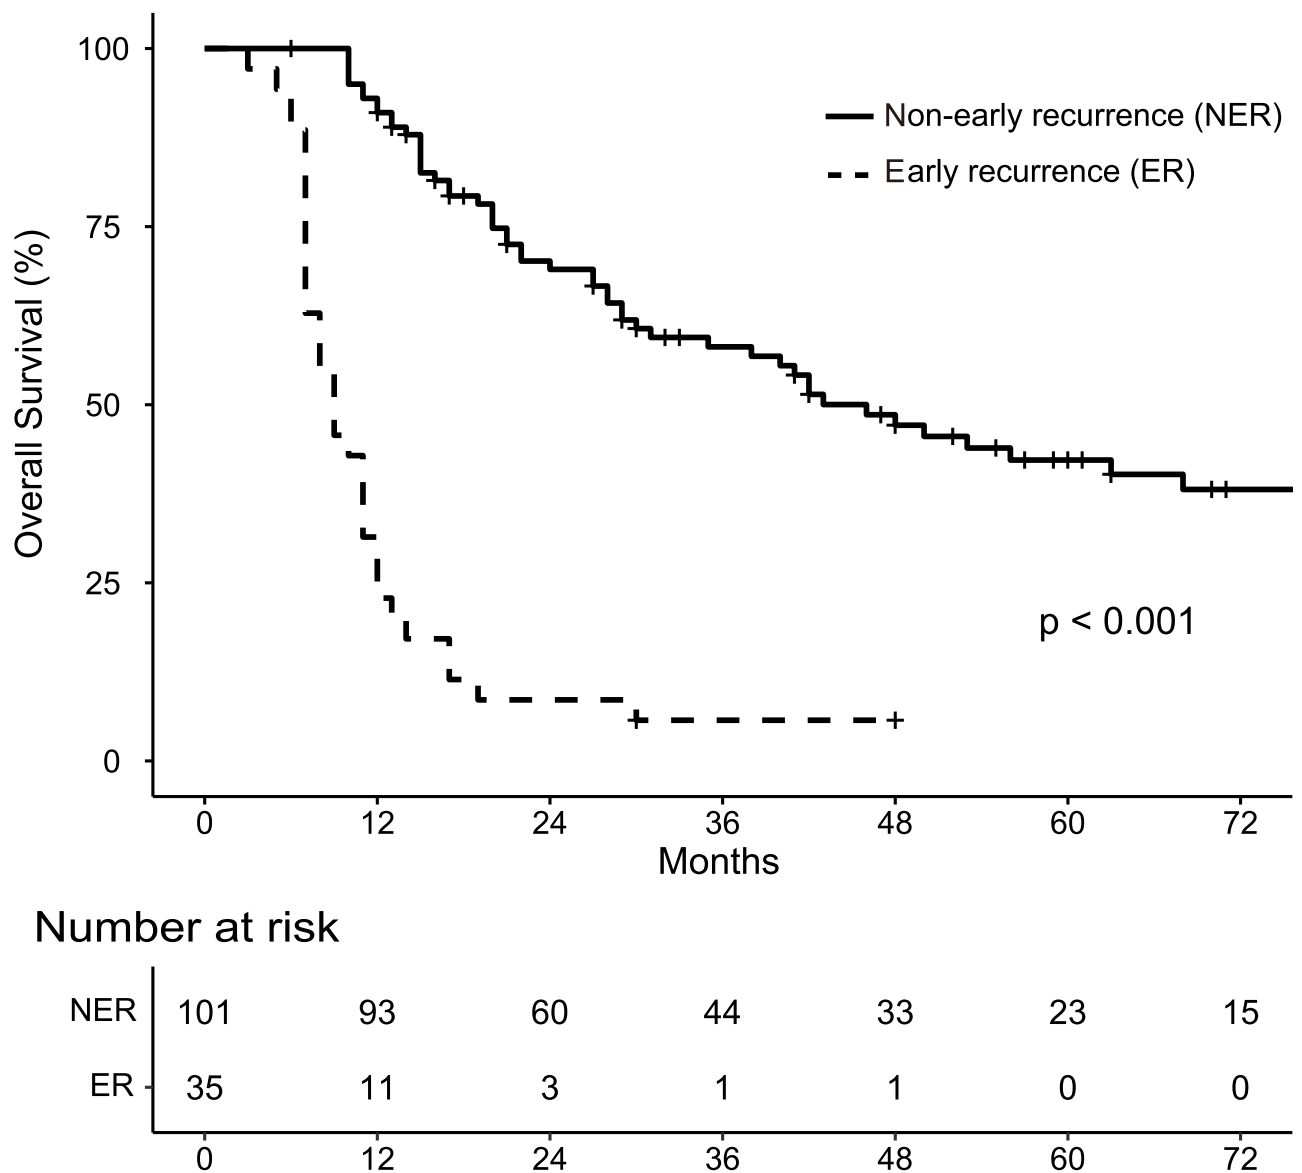 100
75
50
25
0
Overall Survival (%)
Non-early recurrence (NER)
Early recurrence (ER)
p < 0.001
0 12 24 36 48 60 72
Months
Number at risk
NER 101 93 60 44 33 23 15
ER 35 11 3 1 1 0 0
0 12 24 36 48 60 72